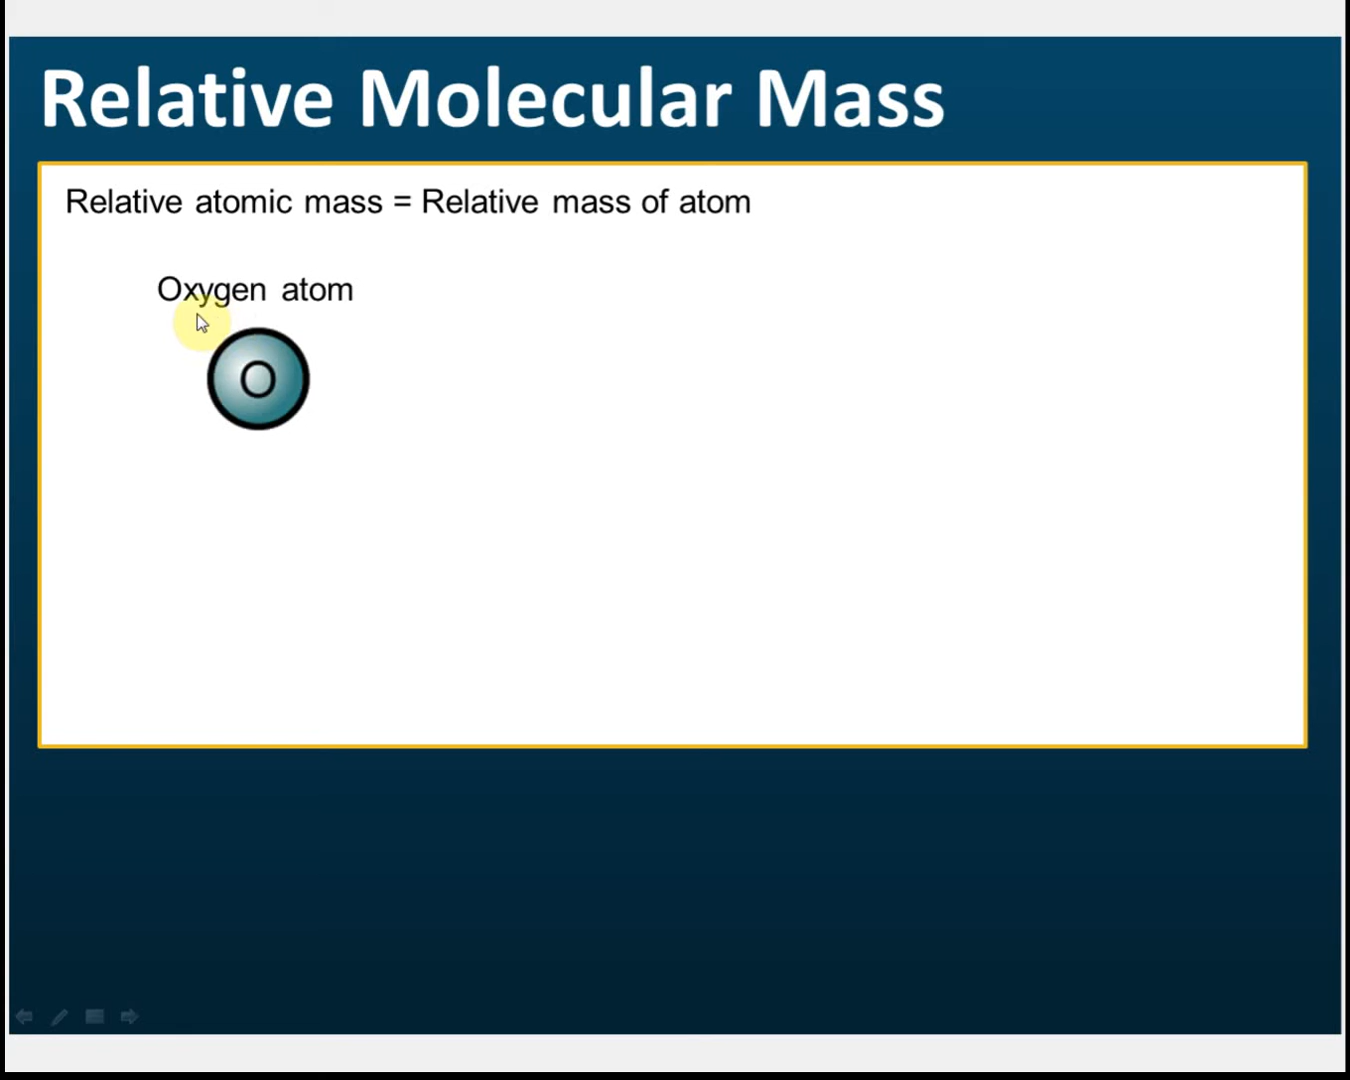 Relative Molecular Mass
Relative atomic mass = Relative mass of atom
Oxygen atom
O